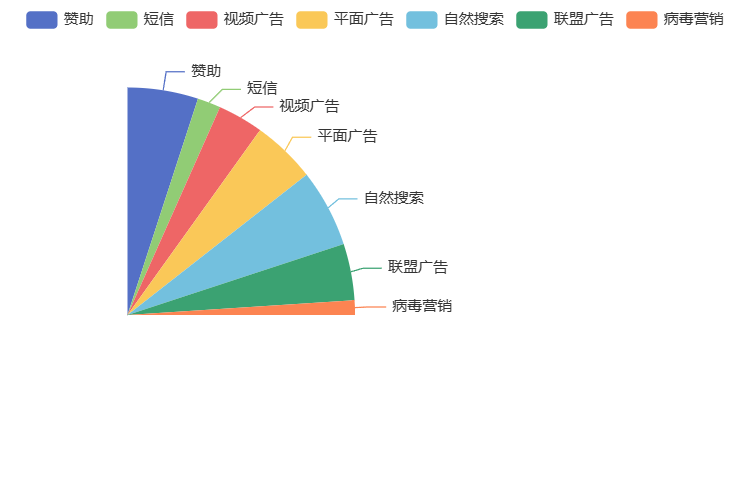 赞助 短信 视频广告 平面广告 自然搜索 联盟广告 病毒营销
赞助
短信
视频广告
平面广告
自然搜索
联盟广告
病毒营销